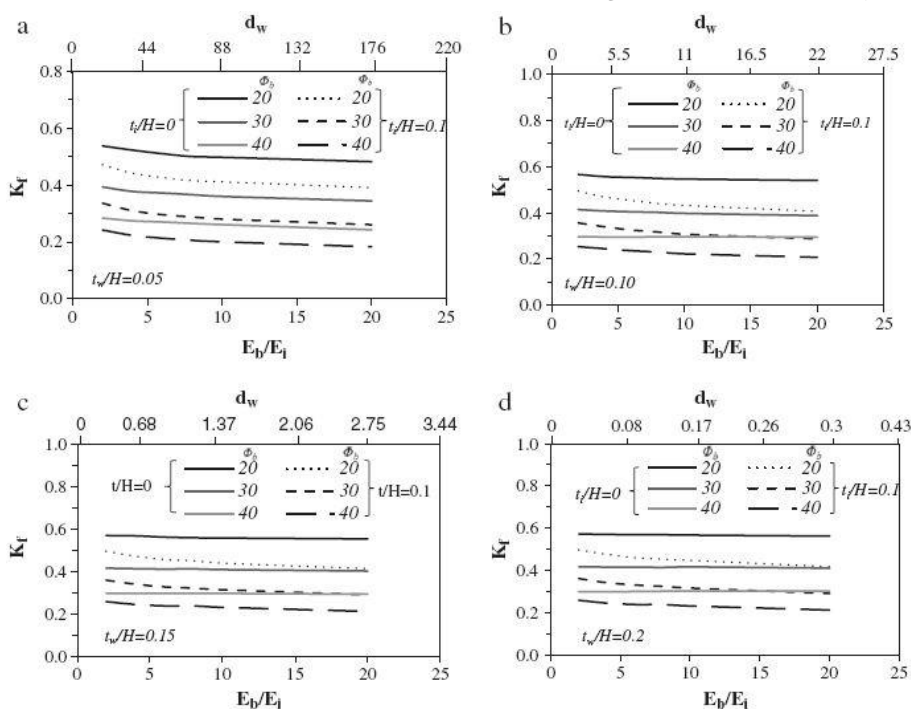 a
d_w
0 44 88 132 176 220
0.8
0.6
0.4
0.2
0.0
K_f
Φ_b Φ_b
t_i/H=0 20 20 t_i/H=0.1
30 30
40 40
t_w/H=0.05
0 5 10 15 20 25
E_b/E_i
b
d_w
0 5.5 11 16.5 22 27.5
1.0
0.8
0.6
0.4
0.2
0.0
K_f
Φ_b Φ_b
t_i/H=0 20 20 t_i/H=0.1
30 30
40 40
t_w/H=0.10
0 5 10 15 20 25
E_b/E_i
c
d_w
0 0.68 1.37 2.06 2.75 3.44
1.0
0.8
0.6
0.4
0.2
0.0
K_f
Φ_b Φ_b
t/H=0 20 20 t/H=0.1
30 30
40 40
t_w/H=0.15
0 5 10 15 20 25
E_b/E_i
d
d_w
0 0.08 0.17 0.26 0.3 0.43
1.0
0.8
0.6
0.4
0.2
0.0
K_f
Φ_b Φ_b
t_i/H=0 20 20 t_i/H=0.1
30 30
40 40
t_w/H=0.2
0 5 10 15 20 25
E_b/E_i